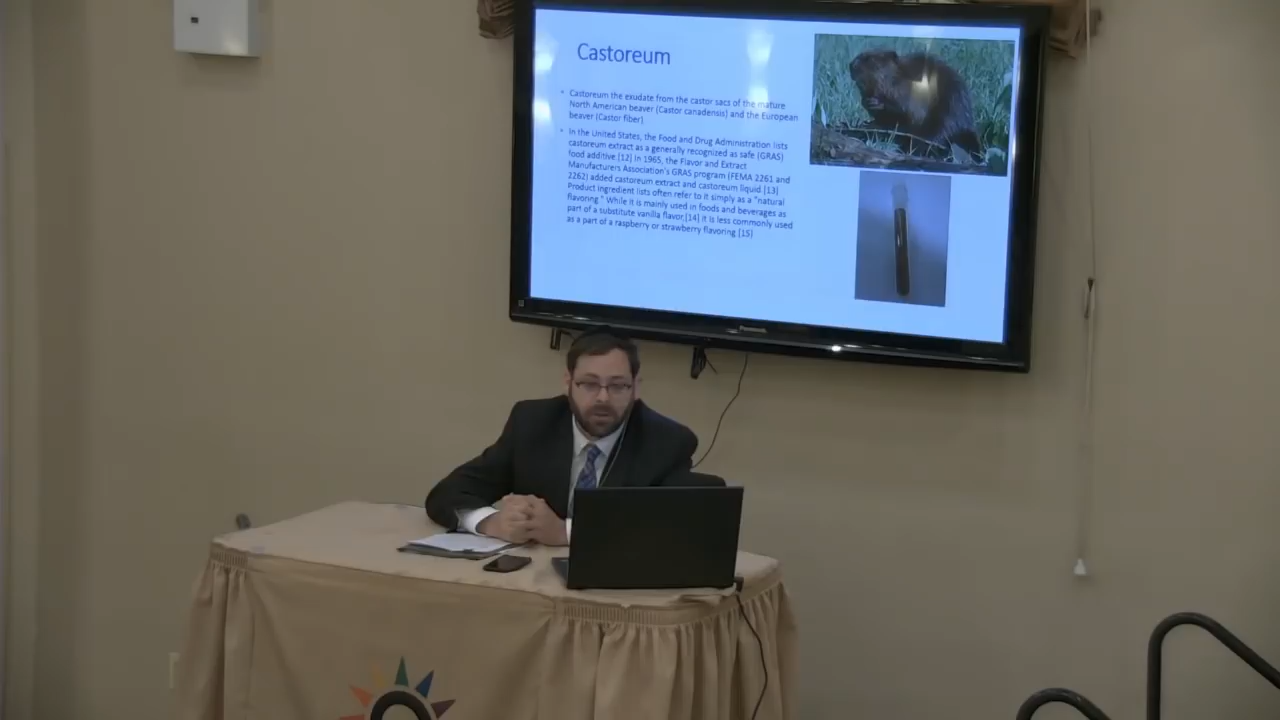 Castoreum
Castoreum the exudate from the castor sacs of the mature
North American beaver (Castor canadensis) and the European
beaver (Castor fiber)
In the United States, the Food and Drug Administration lists
castoreum extract as a generally recognized as safe (GRAS)
food additive [12] In 1965, the Flavor and Extract
Manufacturers Association's GRAS program (FEMA 2261 and
2262) added castoreum extract and castoreum liquid [13]
Product ingredient lists often refer to it simply as a "natural
flavoring " While it is mainly used in foods and beverages as
part of a substitute vanilla flavor,[14] it is less commonly used
as a part of a raspberry or strawberry flavoring [15]
Panasonic